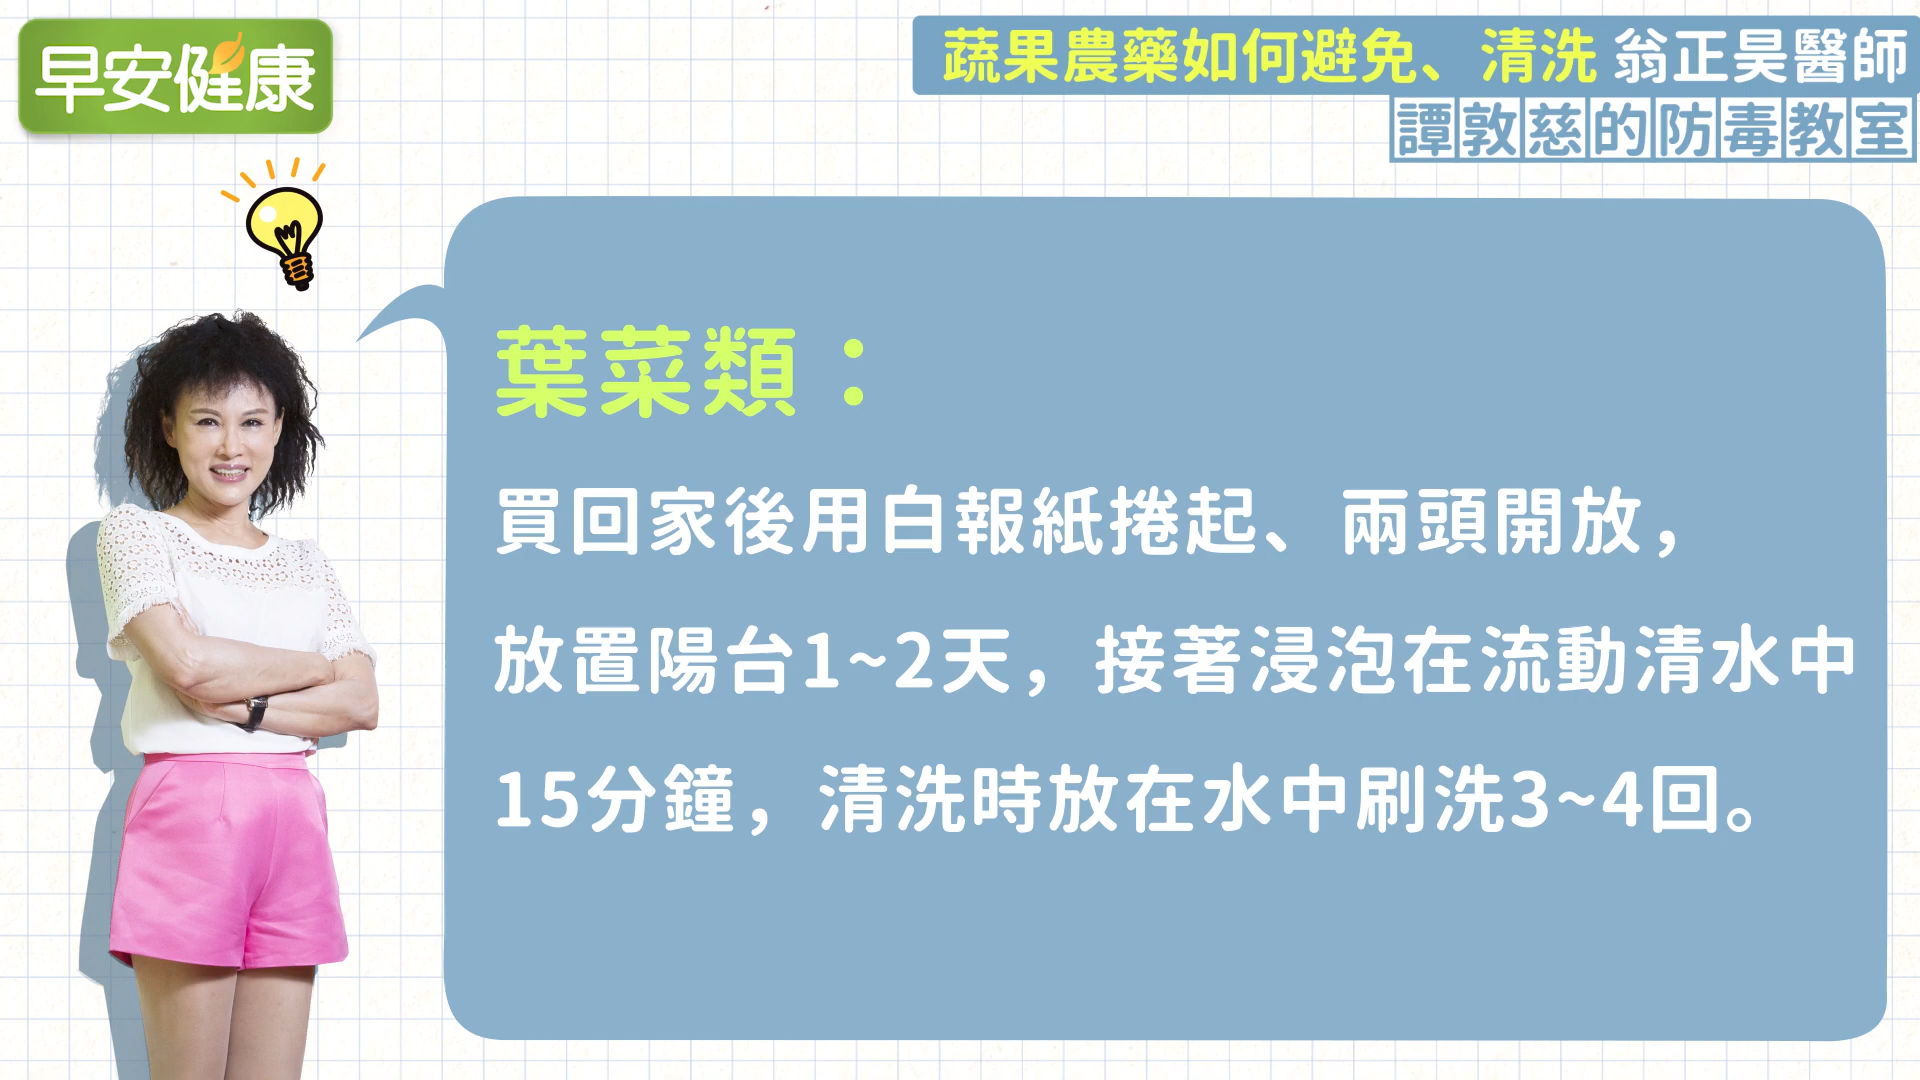 早安健康
蔬果農藥如何避免、清洗 翁正昊醫師
譚敦慈的防毒教室
葉菜類：
買回家後用白報紙捲起、兩頭開放，
放置陽台1~2天，接著浸泡在流動清水中
15分鐘，清洗時放在水中刷洗3~4回。